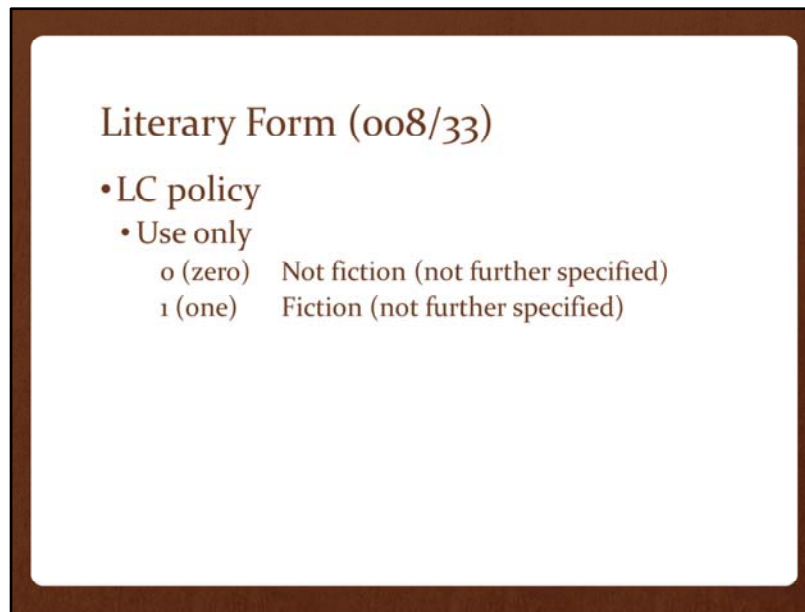 Literary Form (008/33)
•LC policy
• Use only
0 (zero) Not fiction (not further specified)
1 (one) Fiction (not further specified)